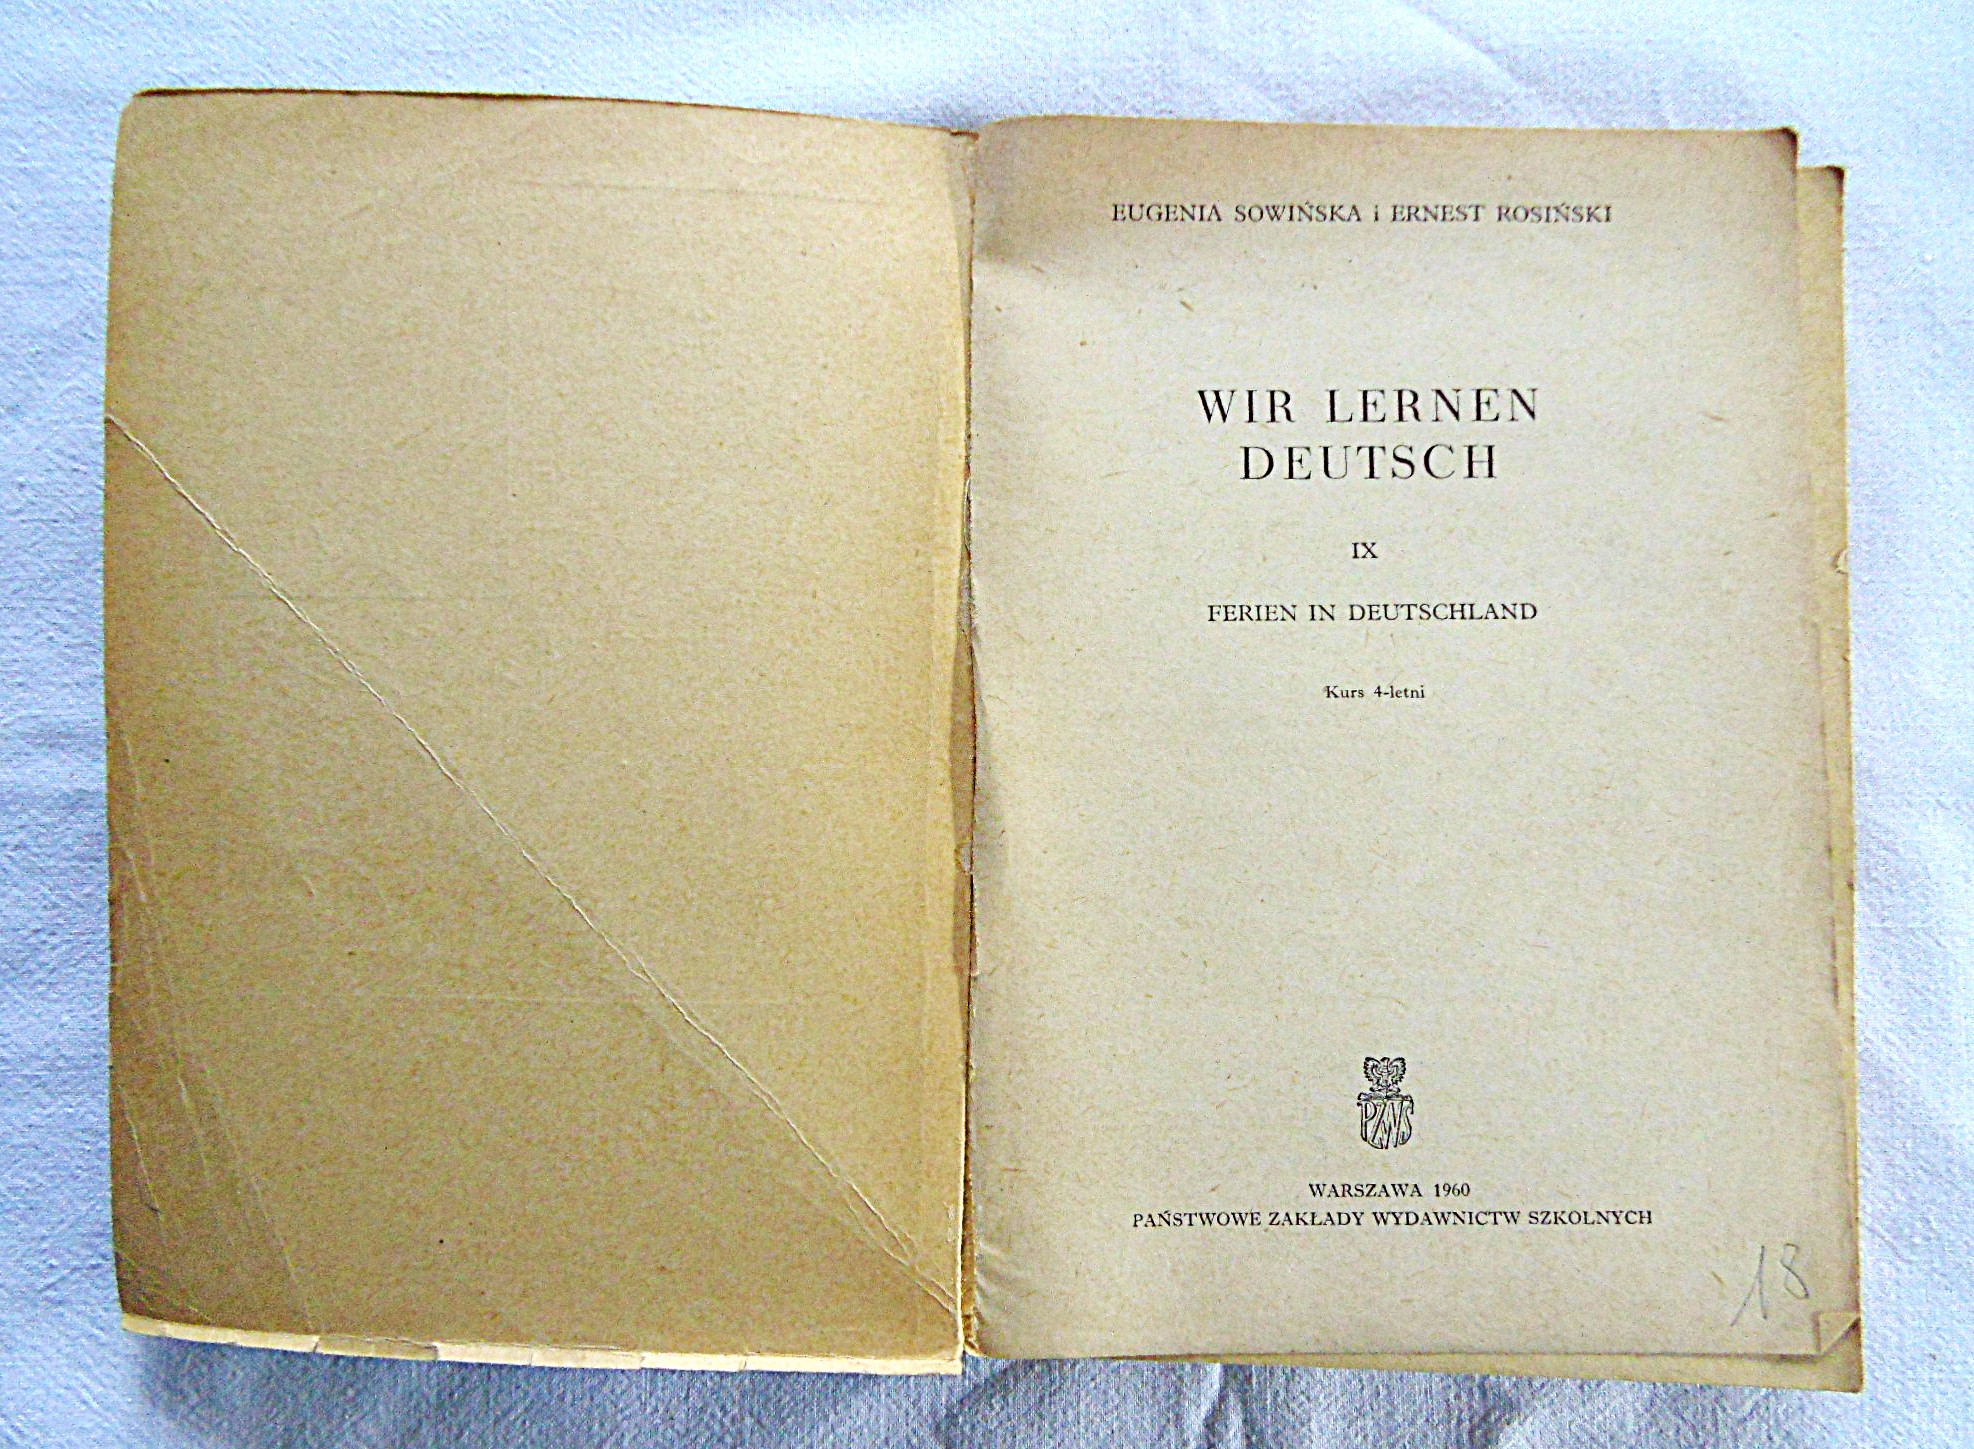 EUGENIA SOWIŃSKA i ERNEST ROSIŃSKI
WIR LERNEN
DEUTSCH
IX
FERIEN IN DEUTSCHLAND
Kurs 4-letni
PZWS
WARSZAWA 1960
PAŃSTWOWE ZAKŁADY WYDAWNICTW SZKOLNYCH
18